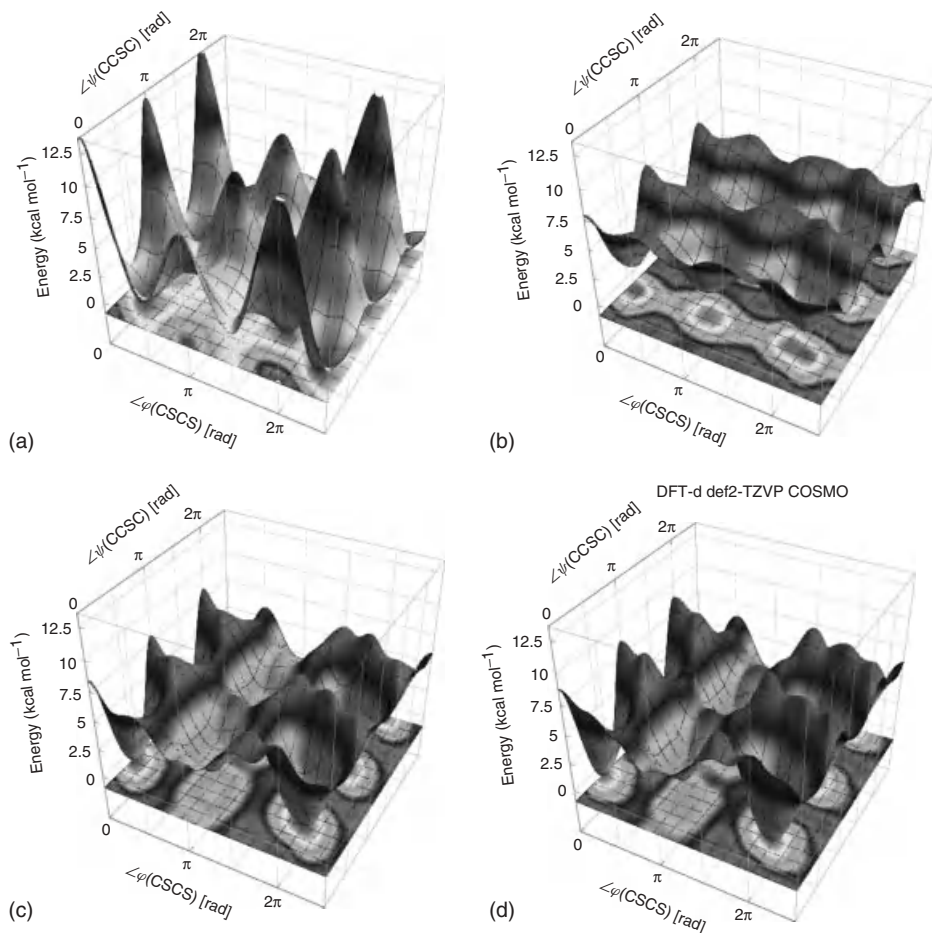 ∠ψ(CCSC) [rad]
2π
π
0
12.5
10
7.5
5
2.5
0
Energy (kcal mol⁻¹)
0
π
2π
∠φ(CSCS) [rad]
(a)
∠ψ(CCSC) [rad]
2π
π
0
12.5
10
7.5
5
2.5
0
Energy (kcal mol⁻¹)
0
π
2π
∠φ(CSCS) [rad]
(b)
∠ψ(CCSC) [rad]
2π
π
0
12.5
10
7.5
5
2.5
0
Energy (kcal mol⁻¹)
0
π
2π
∠φ(CSCS) [rad]
(c)
DFT-d def2-TZVP COSMO
∠ψ(CCSC) [rad]
2π
π
0
12.5
10
7.5
5
2.5
0
Energy (kcal mol⁻¹)
0
π
2π
∠φ(CSCS) [rad]
(d)